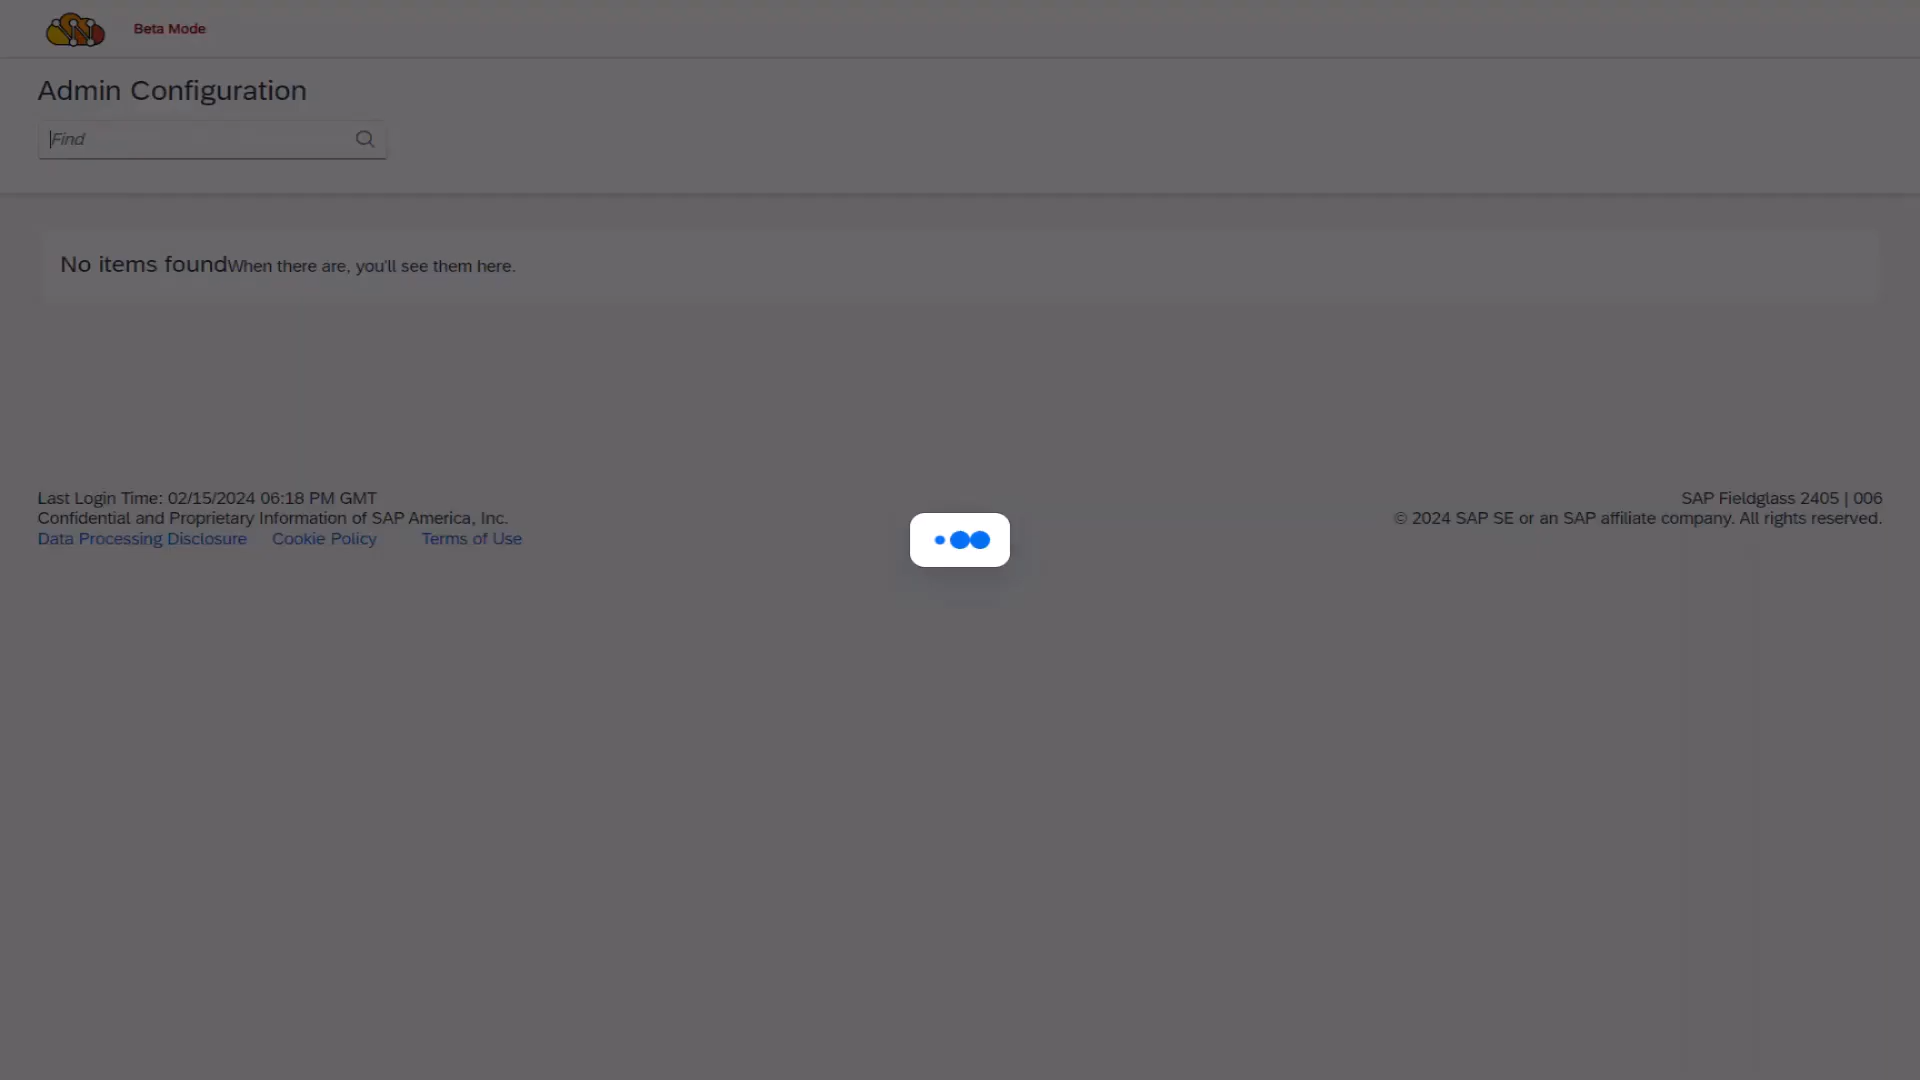 Beta Mode
Admin Configuration
Find
No items found When there are, you'll see them here.
Last Login Time: 02/15/2024 06:18 PM GMT
Confidential and Proprietary Information of SAP America, Inc.
Data Processing Disclosure Cookie Policy Terms of Use
SAP Fieldglass 2405 | 006
© 2024 SAP SE or an SAP affiliate company. All rights reserved.